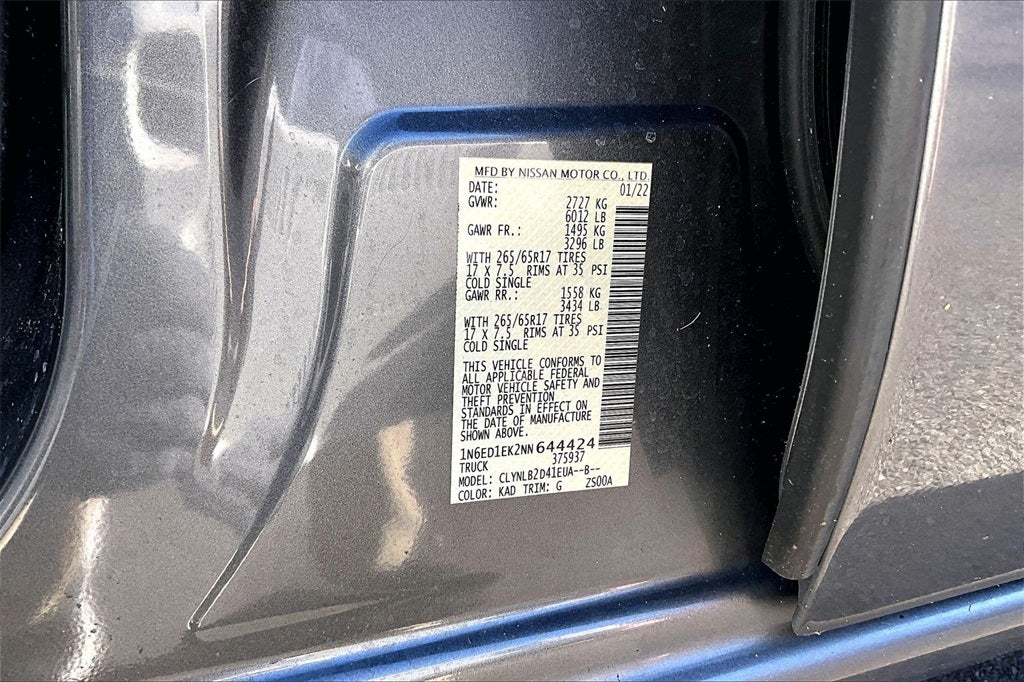 MFD BY NISSAN MOTOR CO., LTD.
DATE: 01/22
GVWR: 2727 KG
6012 LB
GAWR FR.: 1495 KG
3296 LB
WITH 265/65R17 TIRES
17 X 7.5 RIMS AT 35 PSI
COLD SINGLE
GAWR RR.: 1558 KG
3434 LB
WITH 265/65R17 TIRES
17 X 7.5 RIMS AT 35 PSI
COLD SINGLE
THIS VEHICLE CONFORMS TO
ALL APPLICABLE FEDERAL
MOTOR VEHICLE SAFETY AND
THEFT PREVENTION
STANDARDS IN EFFECT ON
THE DATE OF MANUFACTURE
SHOWN ABOVE.
1N6ED1EK2NN644424
TRUCK 375937
MODEL: CLYNLB2D41EUA--B--
COLOR: KAD TRIM: G ZS00A